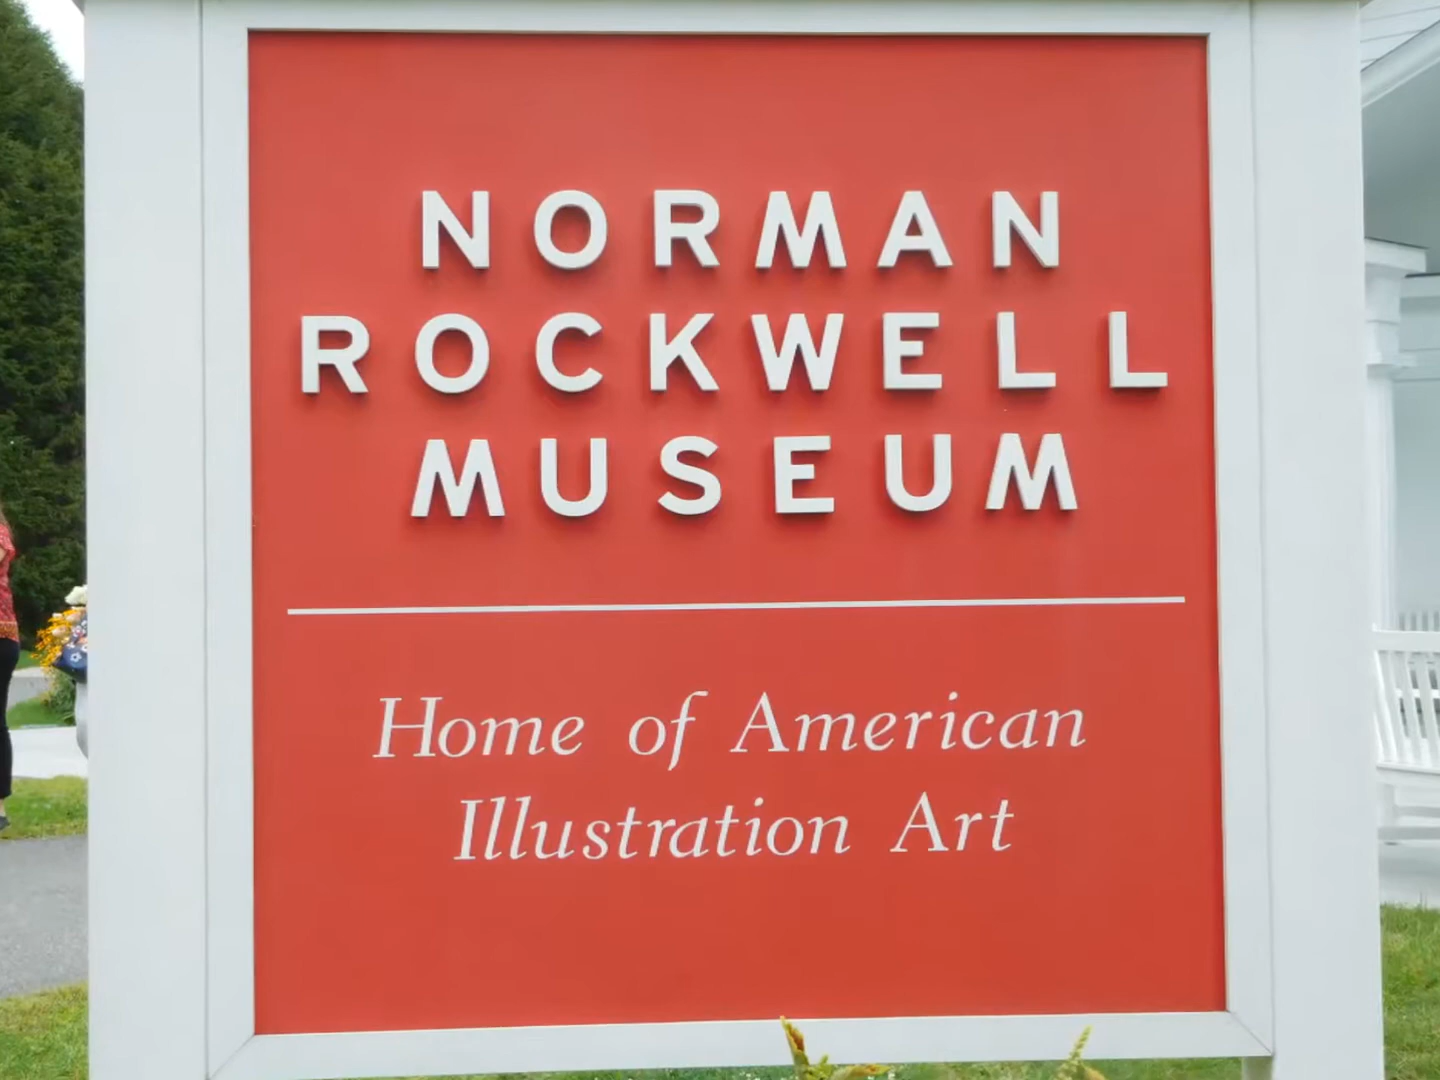 NORMAN
ROCKWELL
MUSEUM
Home of American
Illustration Art